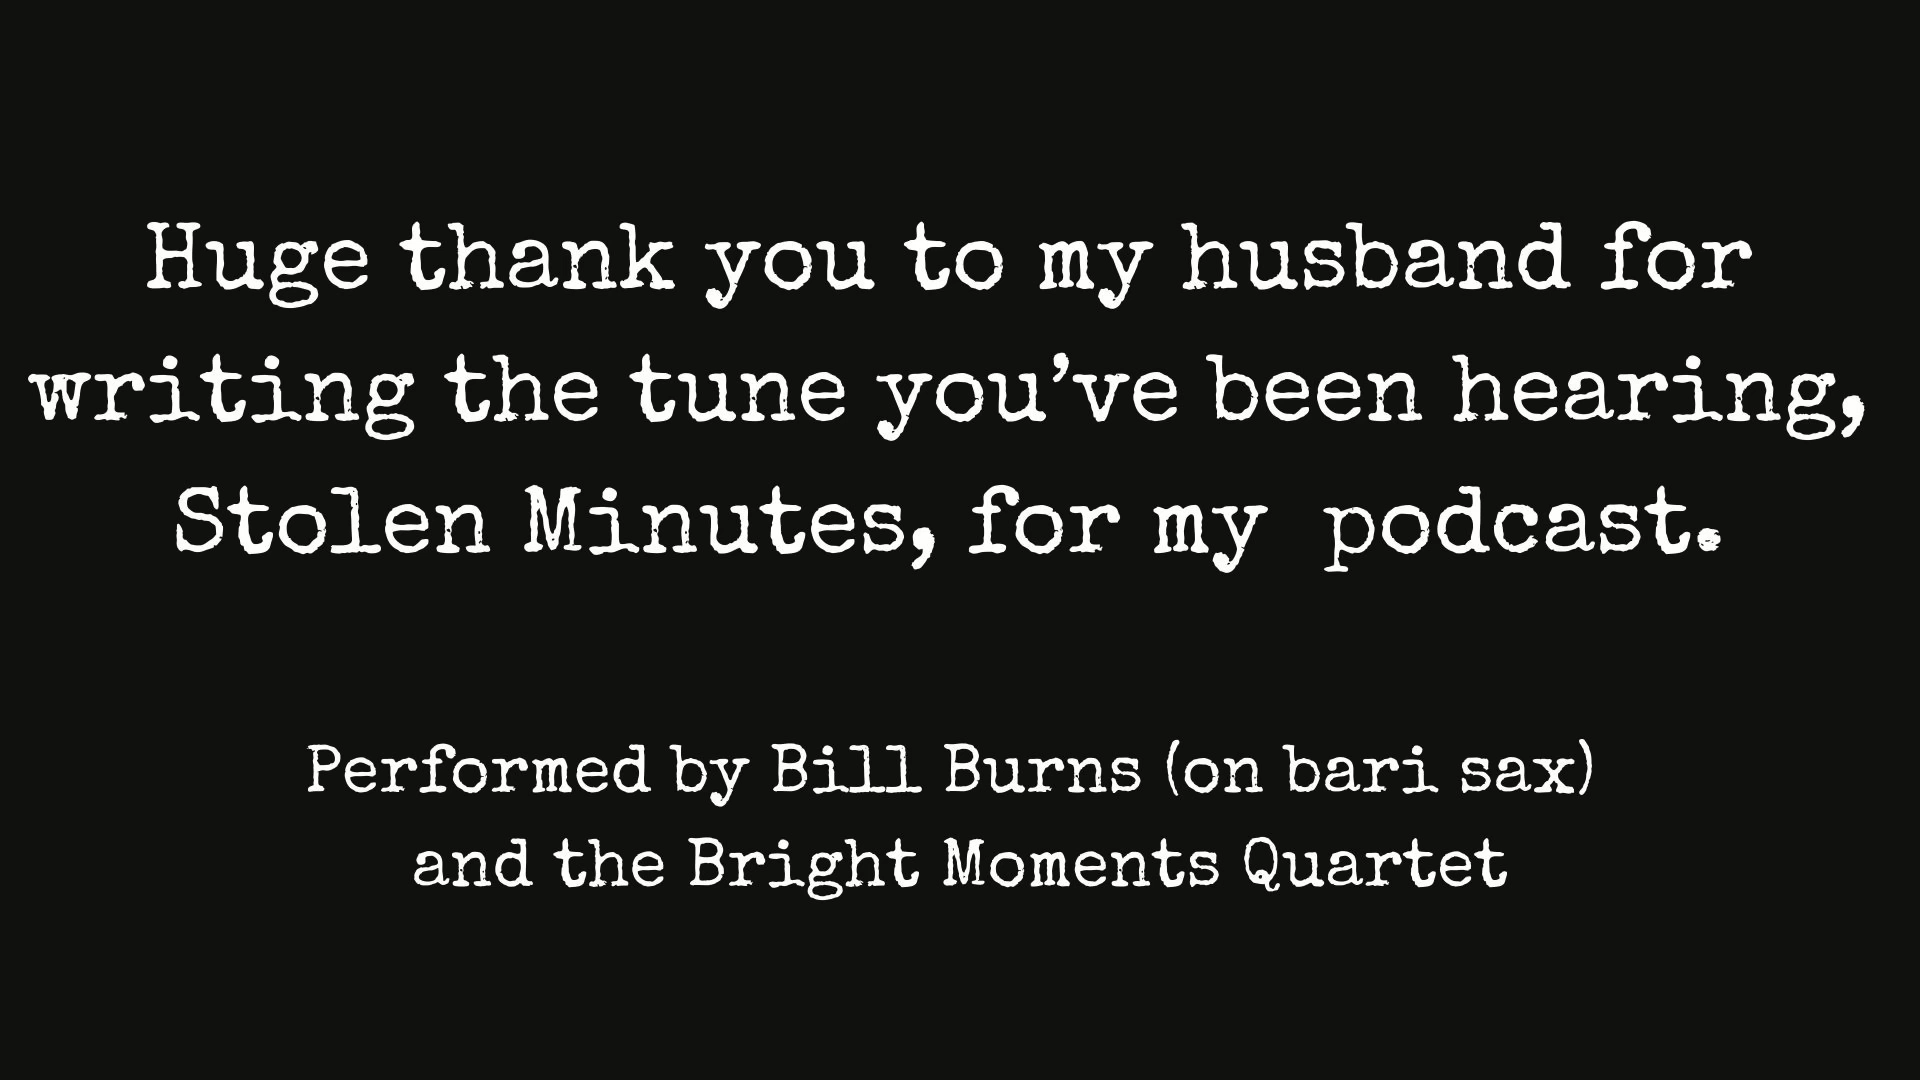 Huge thank you to my husband for
writing the tune you’ve been hearing,
Stolen Minutes, for my  podcast.
Performed by Bill Burns (on bari sax)
and the Bright Moments Quartet